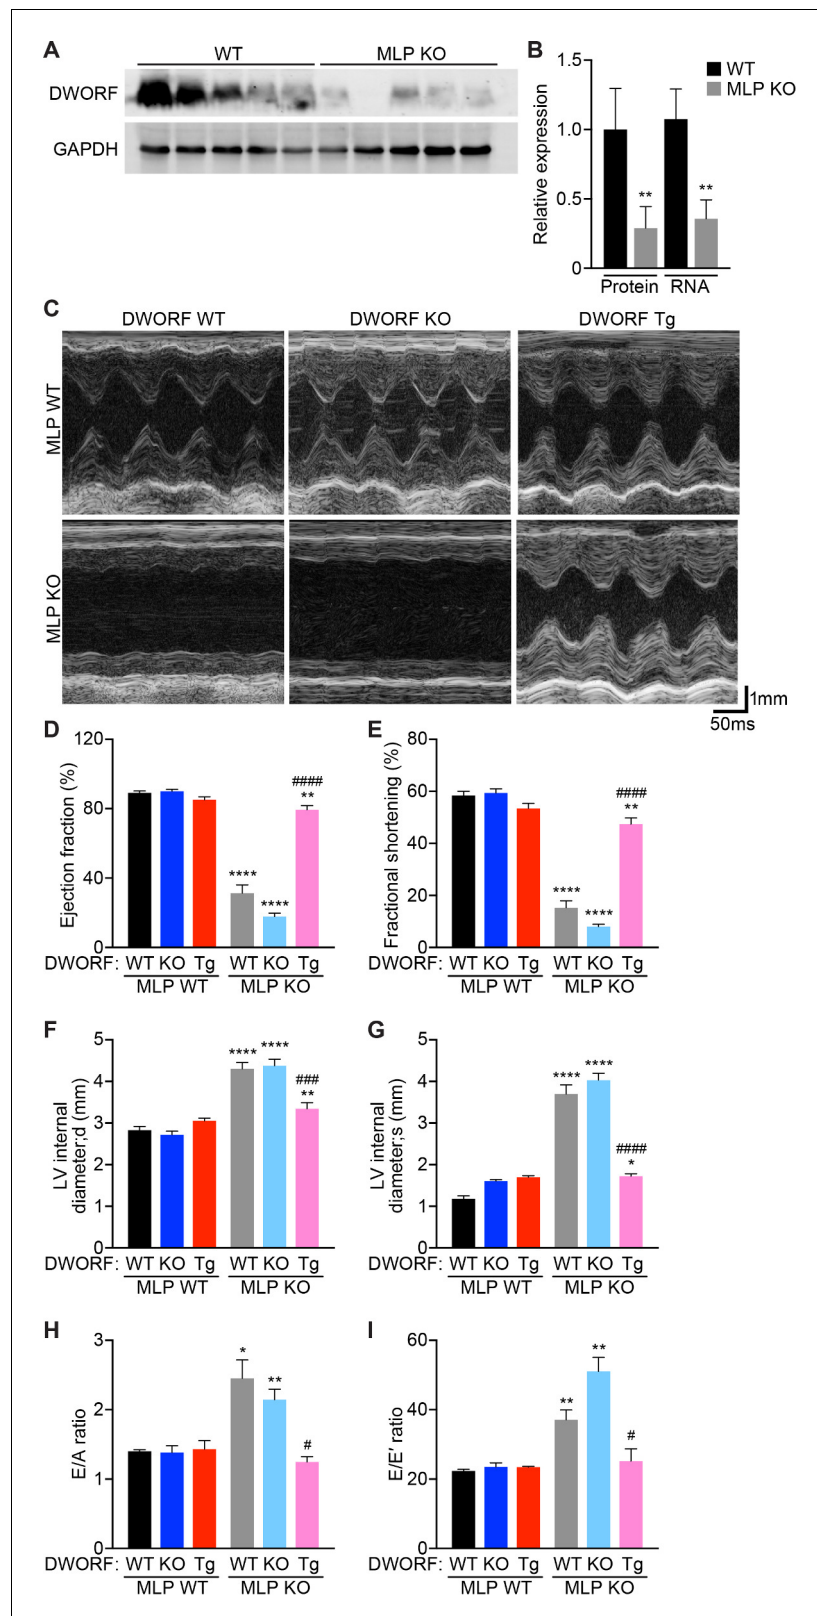 A
WT MLP KO
DWORF
GAPDH
B
WT
MLP KO
Relative expression
1.5
1.0
0.5
0
** **
Protein RNA
C
DWORF WT DWORF KO DWORF Tg
MLP WT
MLP KO
1mm
50ms
D
Ejection fraction (%)
120
80
40
0
####
**
****
****
DWORF: WT KO Tg WT KO Tg
MLP WT MLP KO
E
Fractional shortening (%)
80
60
40
20
0
####
**
****
****
DWORF: WT KO Tg WT KO Tg
MLP WT MLP KO
F
LV internal
diameter;d (mm)
5
4
3
2
1
0
**** ****
###
**
DWORF: WT KO Tg WT KO Tg
MLP WT MLP KO
G
LV internal
diameter;s (mm)
5
4
3
2
1
0
**** ****
####
*
DWORF: WT KO Tg WT KO Tg
MLP WT MLP KO
H
E/A ratio
3
2
1
0
*
**
#
DWORF: WT KO Tg WT KO Tg
MLP WT MLP KO
I
E/E′ ratio
60
40
20
0
**
**
#
DWORF: WT KO Tg WT KO Tg
MLP WT MLP KO